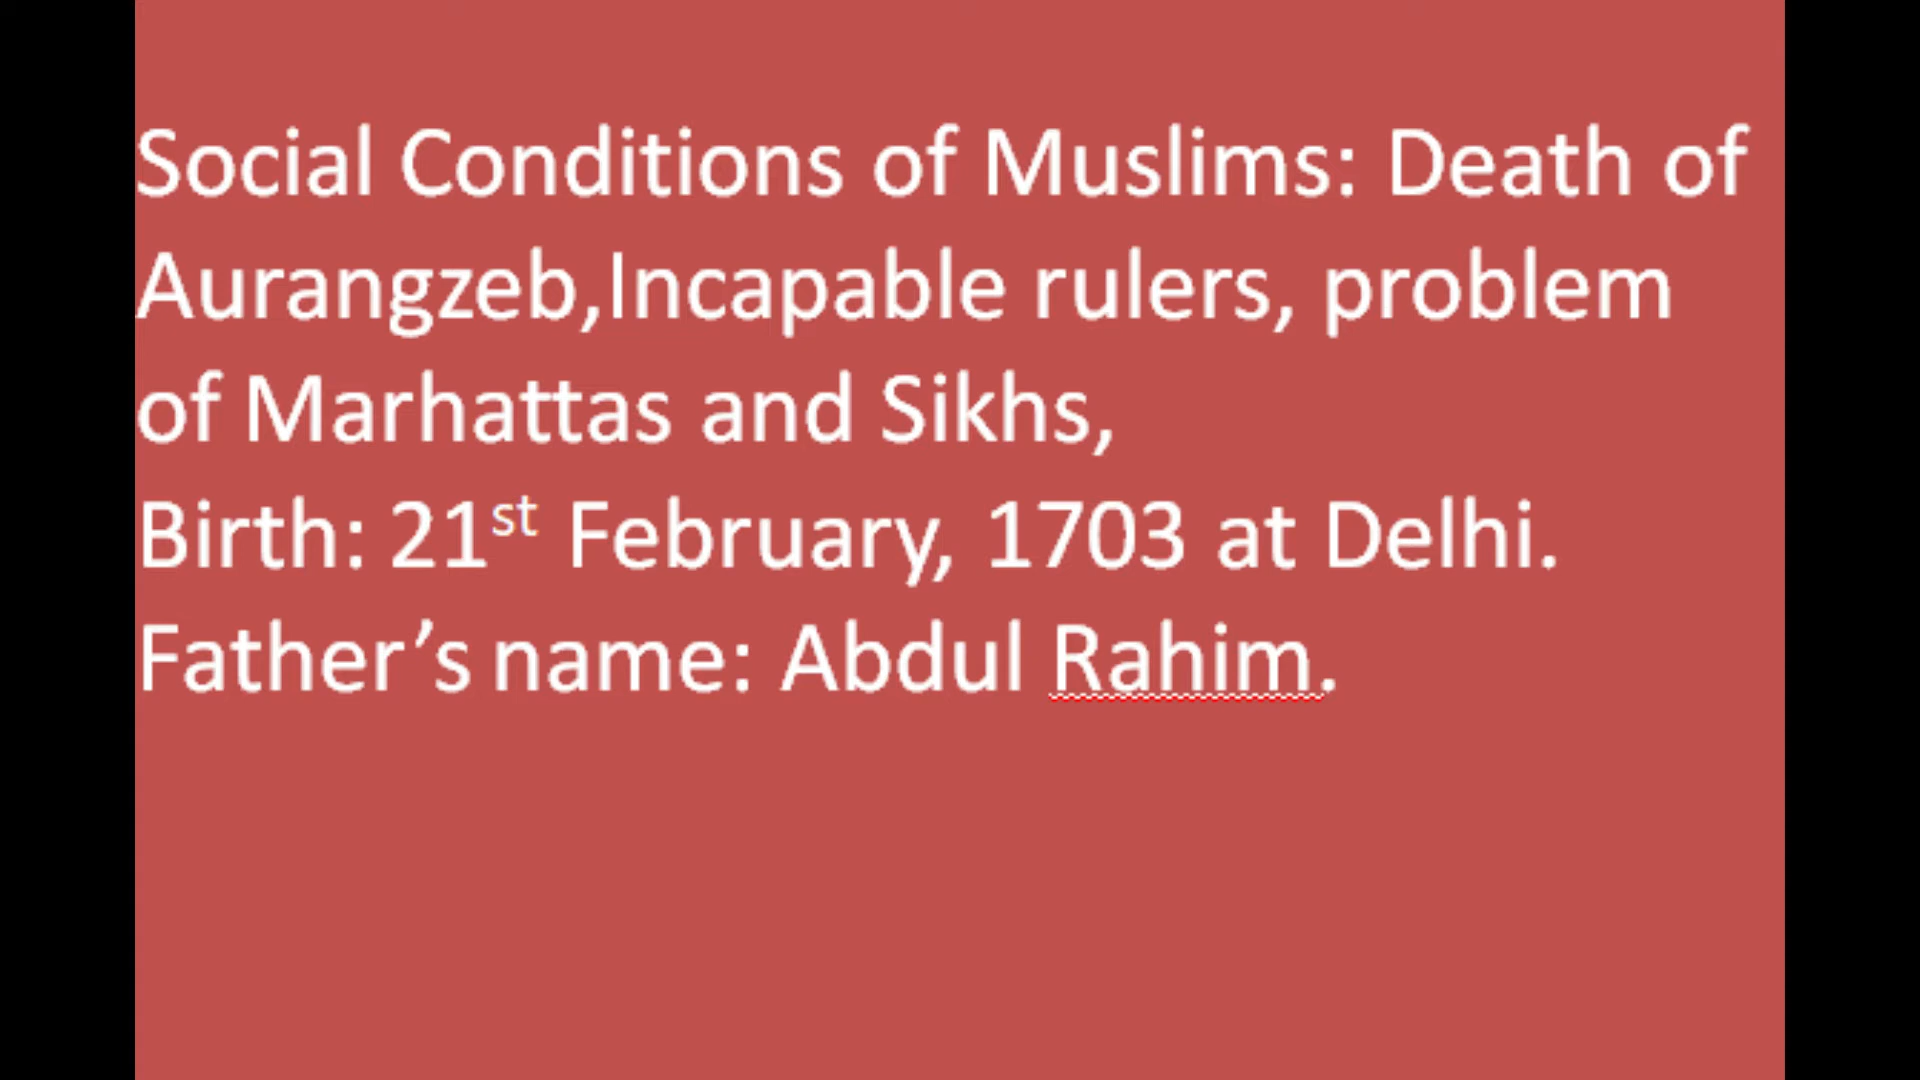 Social Conditions of Muslims: Death of
Aurangzeb,Incapable rulers, problem
of Marhattas and Sikhs,
Birth: 21st February, 1703 at Delhi.
Father’s name: Abdul Rahim.